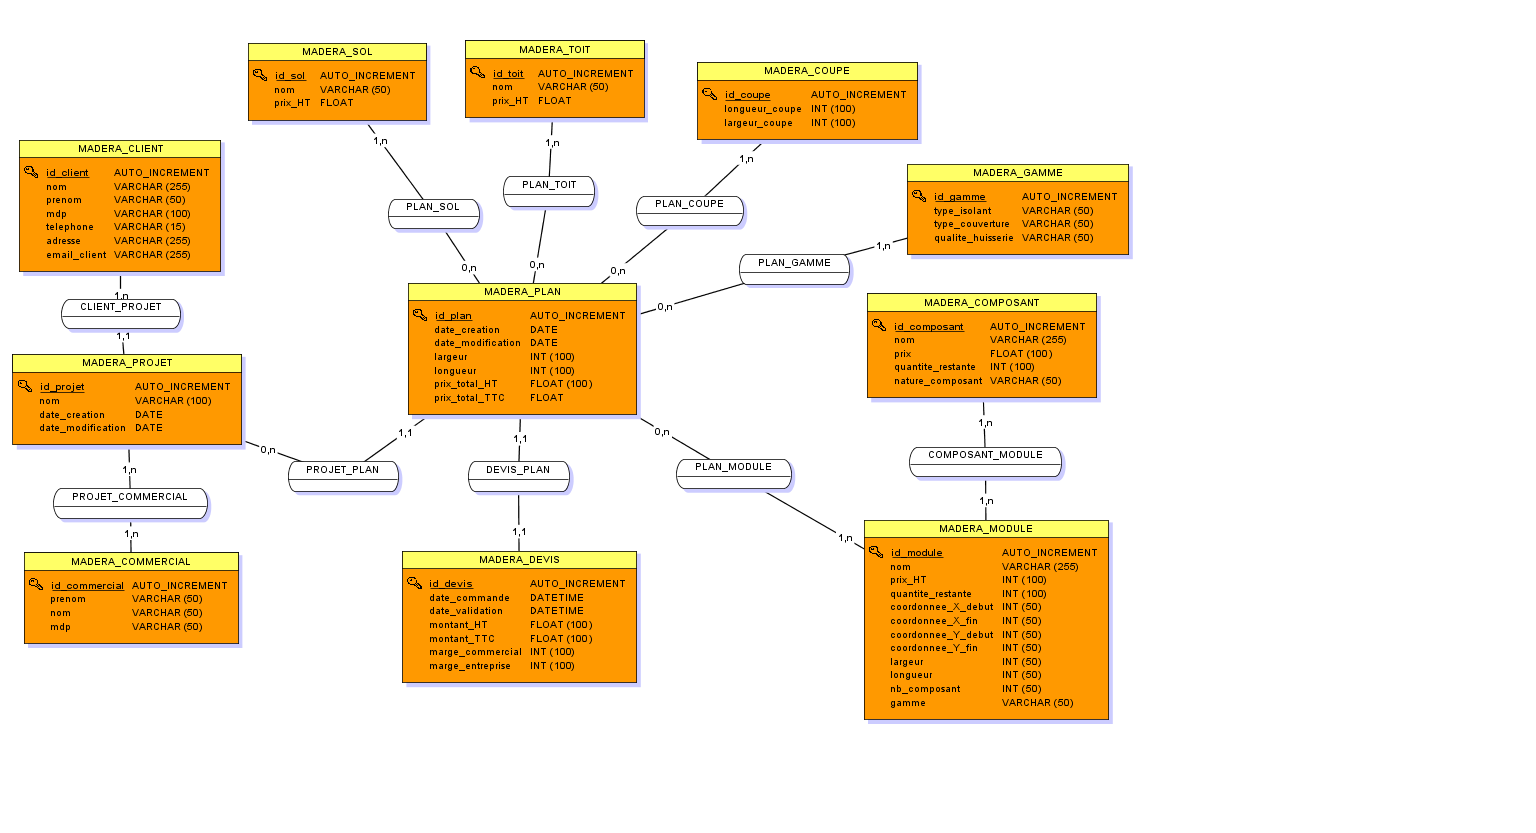 MADERA_SOL
id_sol AUTO_INCREMENT
nom VARCHAR (50)
prix_HT FLOAT
MADERA_TOIT
id_toit AUTO_INCREMENT
nom VARCHAR (50)
prix_HT FLOAT
MADERA_COUPE
id_coupe AUTO_INCREMENT
longueur_coupe INT (100)
largeur_coupe INT (100)
MADERA_CLIENT
id_client AUTO_INCREMENT
nom VARCHAR (255)
prenom VARCHAR (50)
mdp VARCHAR (100)
telephone VARCHAR (15)
adresse VARCHAR (255)
email_client VARCHAR (255)
MADERA_GAMME
id_gamme AUTO_INCREMENT
type_isolant VARCHAR (50)
type_couverture VARCHAR (50)
qualite_huisserie VARCHAR (50)
1,n
1,n
1,n
1,n
PLAN_SOL
PLAN_TOIT
PLAN_COUPE
PLAN_GAMME
0,n
0,n
0,n
0,n
1,n
CLIENT_PROJET
1,1
MADERA_PLAN
id_plan AUTO_INCREMENT
date_creation DATE
date_modification DATE
largeur INT (100)
longueur INT (100)
prix_total_HT FLOAT (100)
prix_total_TTC FLOAT
MADERA_COMPOSANT
id_composant AUTO_INCREMENT
nom VARCHAR (255)
prix FLOAT (100)
quantite_restante INT (100)
nature_composant VARCHAR (50)
MADERA_PROJET
id_projet AUTO_INCREMENT
nom VARCHAR (100)
date_creation DATE
date_modification DATE
0,n
PROJET_PLAN
1,1
1,1
DEVIS_PLAN
1,1
0,n
PLAN_MODULE
1,n
1,n
COMPOSANT_MODULE
1,n
1,n
PROJET_COMMERCIAL
1,n
MADERA_COMMERCIAL
id_commercial AUTO_INCREMENT
prenom VARCHAR (50)
nom VARCHAR (50)
mdp VARCHAR (50)
MADERA_DEVIS
id_devis AUTO_INCREMENT
date_commande DATETIME
date_validation DATETIME
montant_HT FLOAT (100)
montant_TTC FLOAT (100)
marge_commercial INT (100)
marge_entreprise INT (100)
MADERA_MODULE
id_module AUTO_INCREMENT
nom VARCHAR (255)
prix_HT INT (100)
quantite_restante INT (100)
coordonnee_X_debut INT (50)
coordonnee_X_fin INT (50)
coordonnee_Y_debut INT (50)
coordonnee_Y_fin INT (50)
largeur INT (50)
longueur INT (50)
nb_composant INT (50)
gamme VARCHAR (50)